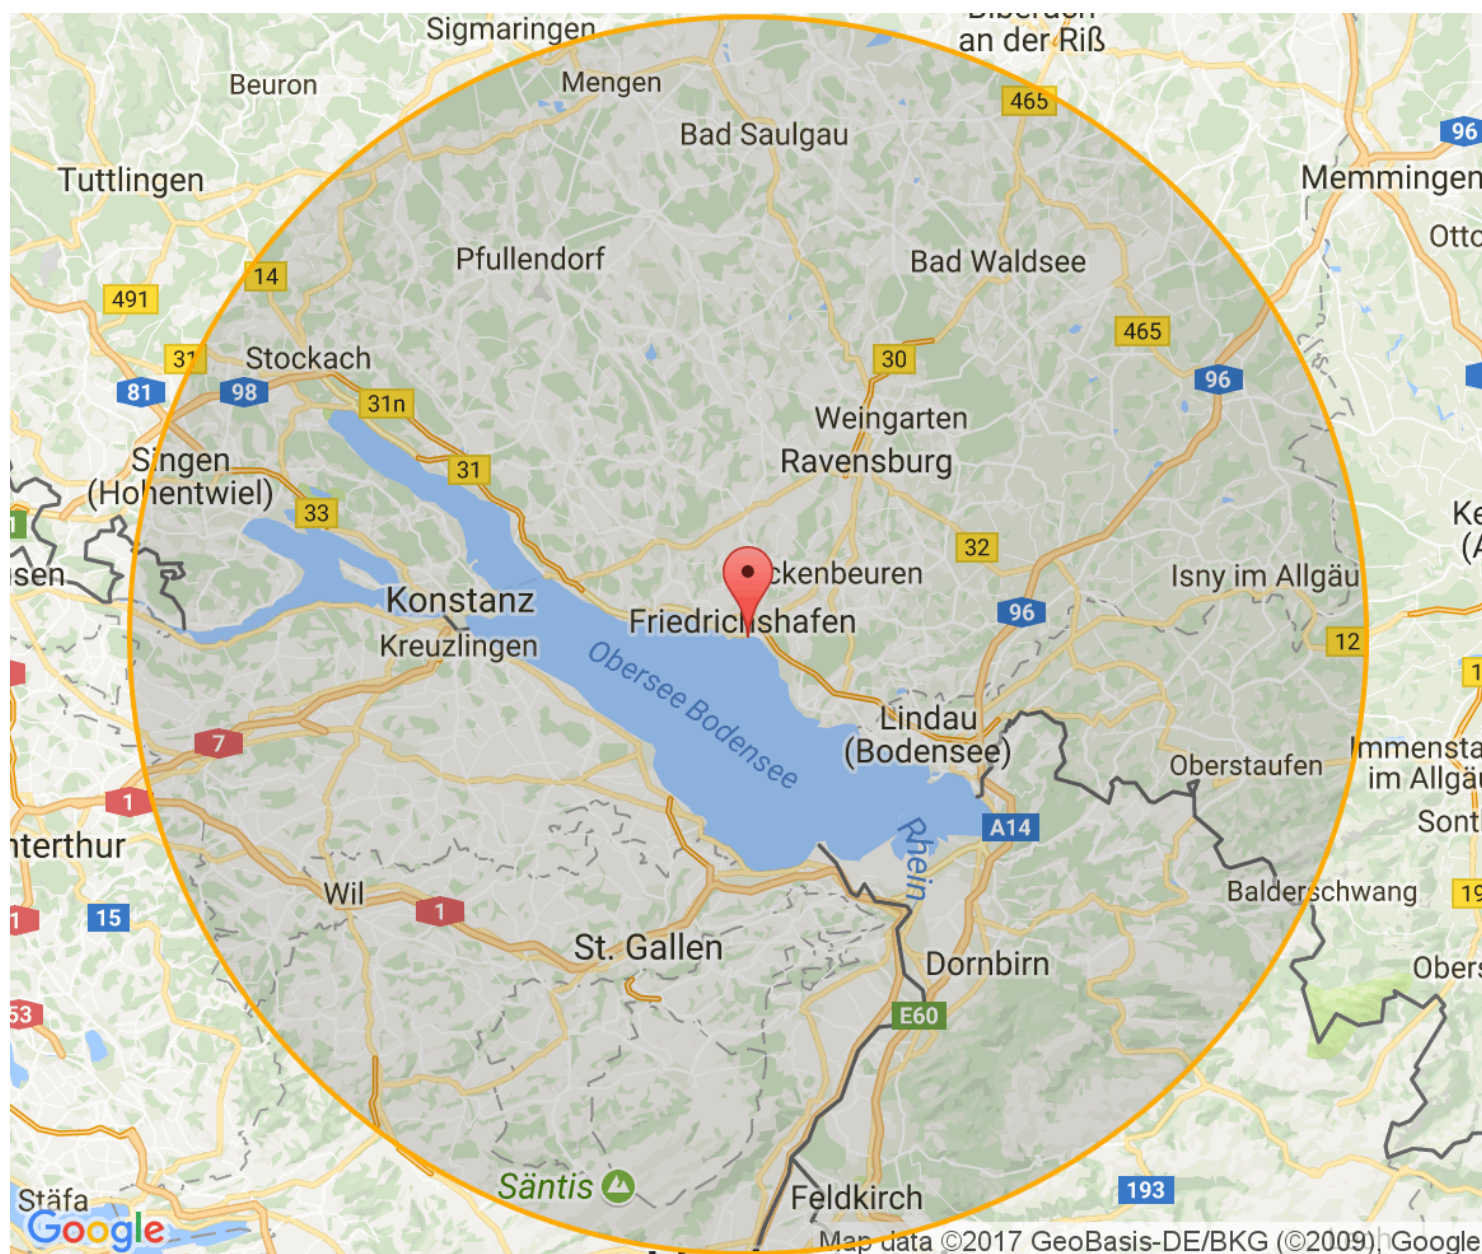 Sigmaringen
an der Riß
Beuron
Mengen
465
Bad Saulgau
96
Tuttlingen
Memmingen
Pfullendorf
Bad Waldsee
14
491
465
31
Stockach
30
81
98
31n
96
Weingarten
Singen
(Hohentwiel)
31
Ravensburg
33
32
Konstanz
Isny im Allgäu
96
Friedrichshafen
Kreuzlingen
12
Obersee Bodensee
7
Lindau
(Bodensee)
Oberstaufen
im Allgäu
1
A14
Rhein
Wil
1
15
Balderschwang
St. Gallen
Dornbirn
E60
Säntis
Feldkirch
193
Stäfa
Google
Map data ©2017 GeoBasis-DE/BKG (©2009), Google